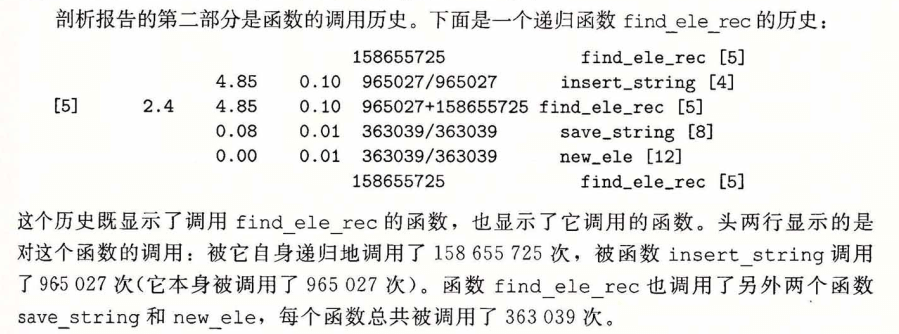 剖析报告的第二部分是函数的调用历史。下面是一个递归函数 find_ele_rec 的历史：
158655725 find_ele_rec [5]
4.85 0.10 965027/965027 insert_string [4]
[5] 2.4 4.85 0.10 965027+158655725 find_ele_rec [5]
0.08 0.01 363039/363039 save_string [8]
0.00 0.01 363039/363039 new_ele [12]
158655725 find_ele_rec [5]
这个历史既显示了调用 find_ele_rec 的函数，也显示了它调用的函数。头两行显示的是
对这个函数的调用：被它自身递归地调用了 158 655 725 次，被函数 insert_string 调用
了 965 027 次(它本身被调用了 965 027 次)。函数 find_ele_rec 也调用了另外两个函数
save_string 和 new_ele，每个函数总共被调用了 363 039 次。